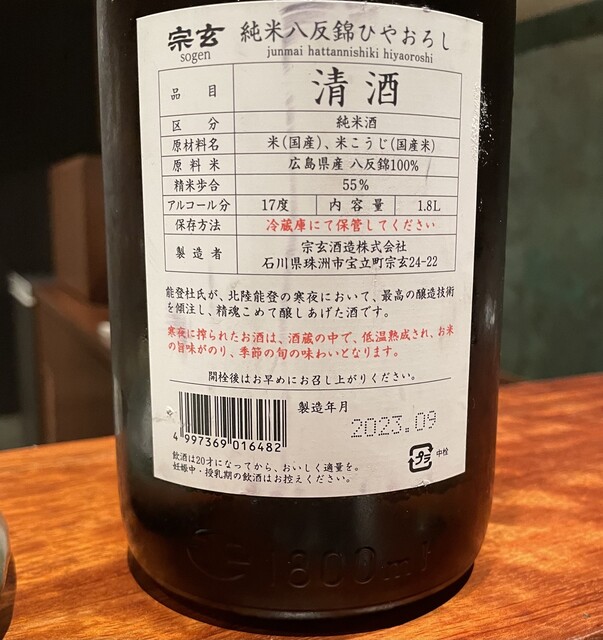 宗玄 純米八反錦ひやおろし
sogen junmai hattannishiki hiyaoroshi
品目 清酒
区分 純米酒
原材料名 米(国産)、米こうじ(国産米)
原料米 広島県産 八反錦100%
精米歩合 55%
アルコール分 17度 内容量 1.8L
保存方法 冷蔵庫にて保管してください
製造者 宗玄酒造株式会社
石川県珠洲市宝立町宗玄24-22
能登杜氏が、北陸能登の寒夜において、最高の醸造技術
を傾注し、精魂こめて醸しあげた酒です。
寒夜に搾られたお酒は、酒蔵の中で、低温熟成され、お米
の旨味がのり、季節の旬の味わいとなります。
開栓後はお早めにお召し上がりください。
製造年月
2023.09
4 997369 016482
プラ 中栓
飲酒は20才になってから、おいしく適量を。
妊娠中・授乳期の飲酒はお控えください。
1800ml